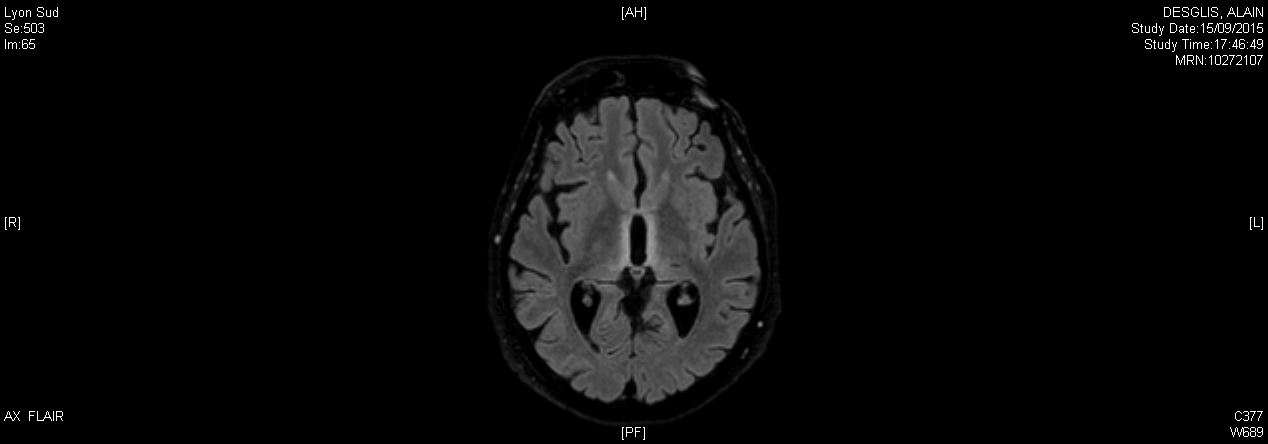 Lyon Sud
Se:503
Im:65
[AH]
DESGLIS, ALAIN
Study Date:15/09/2015
Study Time:17:46:49
MRN:10272107
[R]
[L]
AX FLAIR
[PF]
C377
W689